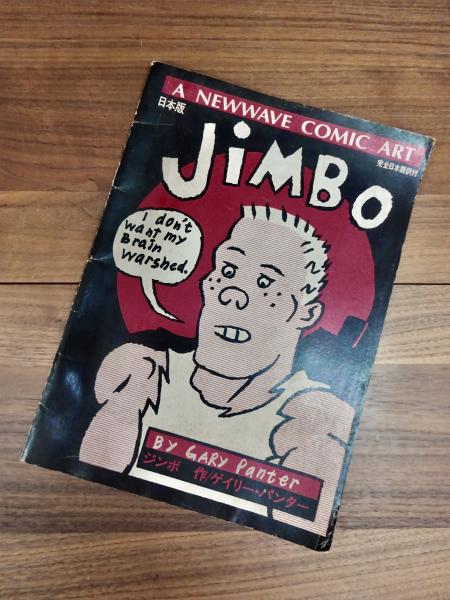 A NEWWAVE COMIC ART
日本版
完全日本語訳付
JiMBO
i don't
want my
Brain
warshed.
BY GARY Panter
ジンボ 作/ゲイリー・パンター